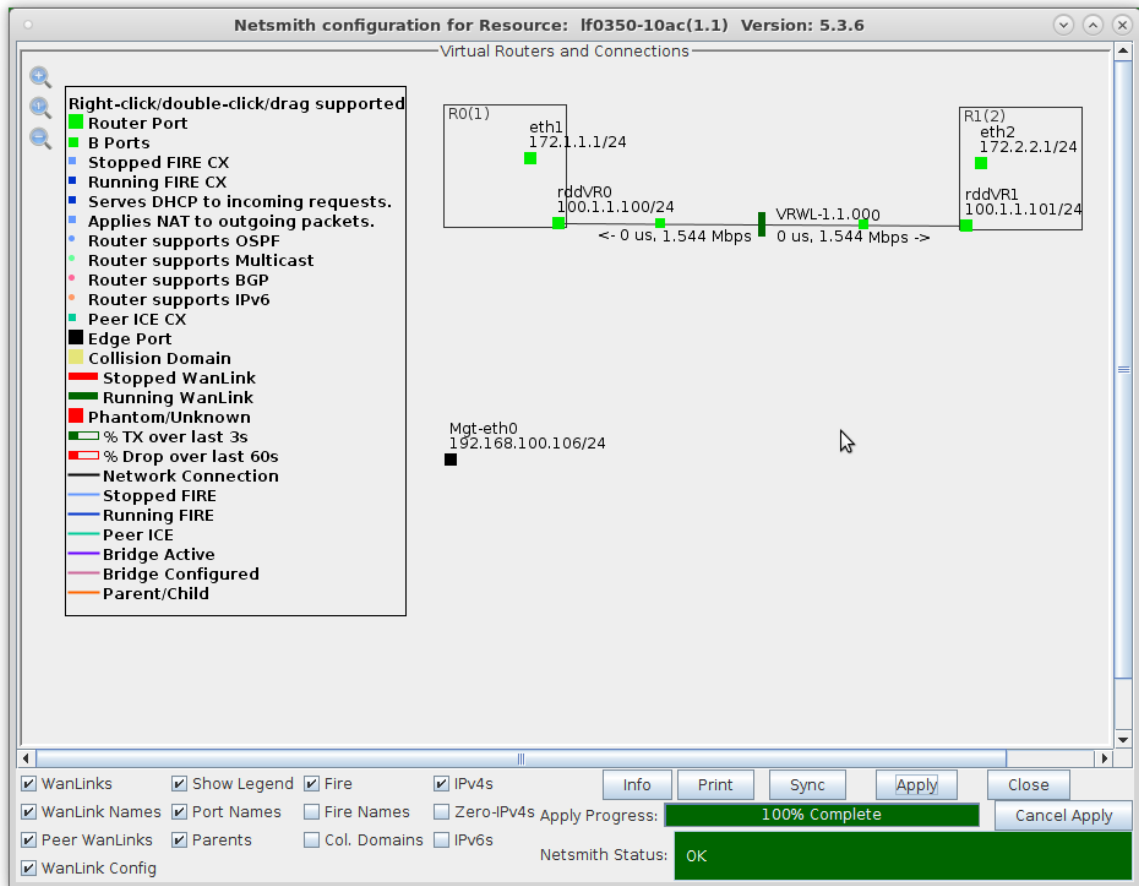 Netsmith configuration for Resource:  lf0350-10ac(1.1)  Version: 5.3.6
Virtual Routers and Connections
Right-click/double-click/drag supported
Router Port
B Ports
Stopped FIRE CX
Running FIRE CX
Serves DHCP to incoming requests.
Applies NAT to outgoing packets.
Router supports OSPF
Router supports Multicast
Router supports BGP
Router supports IPv6
Peer ICE CX
Edge Port
Collision Domain
Stopped WanLink
Running WanLink
Phantom/Unknown
% TX over last 3s
% Drop over last 60s
Network Connection
Stopped FIRE
Running FIRE
Peer ICE
Bridge Active
Bridge Configured
Parent/Child
R0(1)
eth1
172.1.1.1/24
rddVR0
100.1.1.100/24
VRWL-1.1.000
<- 0 us, 1.544 Mbps
0 us, 1.544 Mbps ->
R1(2)
eth2
172.2.2.1/24
rddVR1
100.1.1.101/24
Mgt-eth0
192.168.100.106/24
WanLinks
Show Legend
Fire
IPv4s
Info
Print
Sync
Apply
Close
WanLink Names
Port Names
Fire Names
Zero-IPv4s
Apply Progress:
100% Complete
Cancel Apply
Peer WanLinks
Parents
Col. Domains
IPv6s
Netsmith Status:
OK
WanLink Config